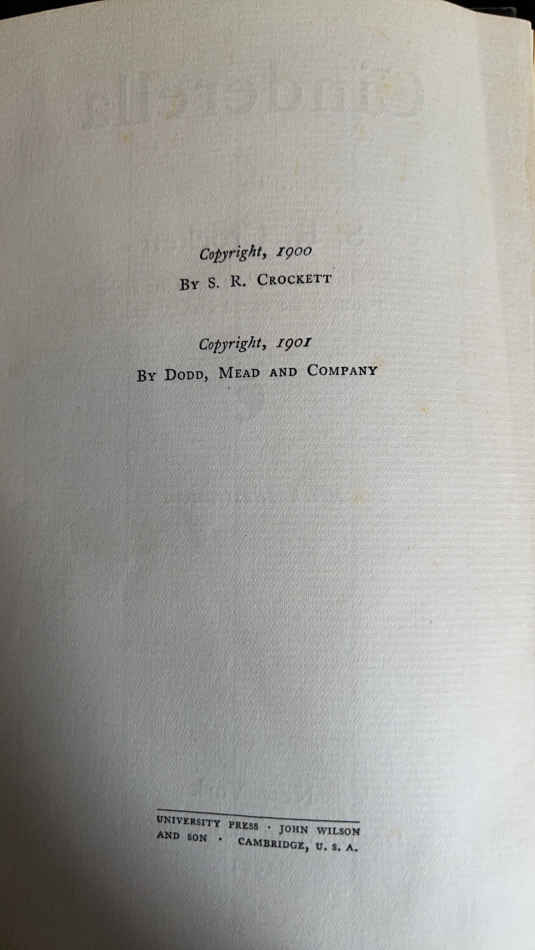 Copyright, 1900
BY S. R. CROCKETT
Copyright, 1901
BY DODD, MEAD AND COMPANY
UNIVERSITY PRESS · JOHN WILSON
AND SON · CAMBRIDGE, U. S. A.